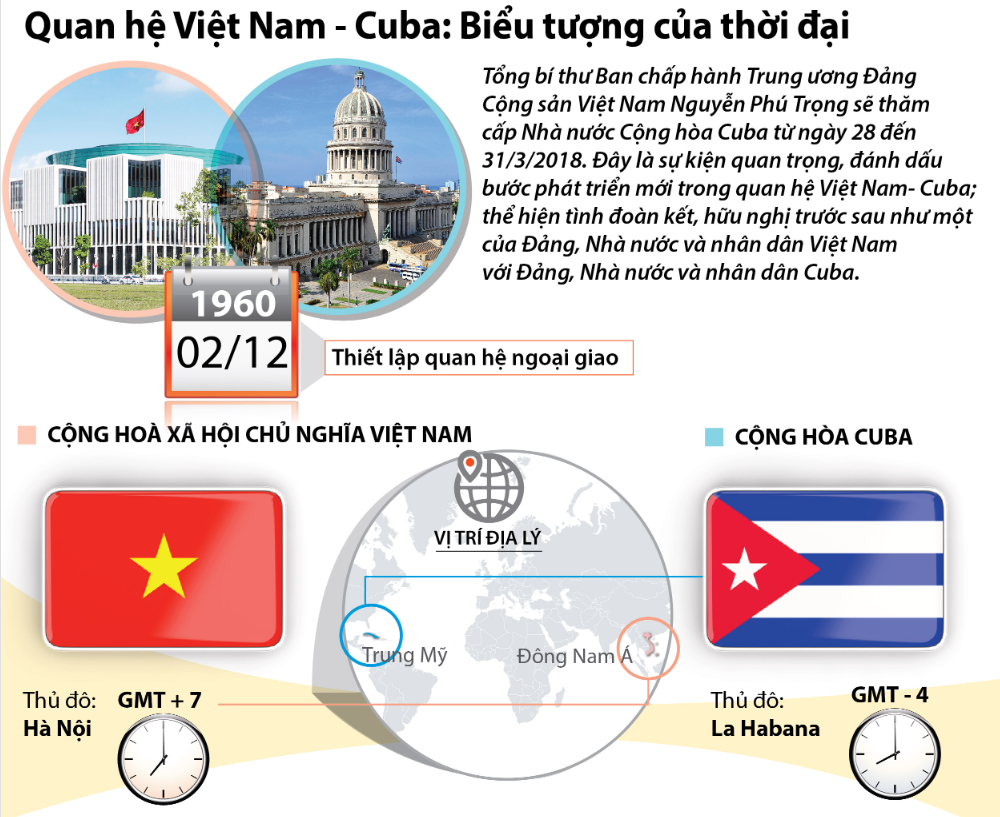 Quan hệ Việt Nam - Cuba: Biểu tượng của thời đại
Tổng bí thư Ban chấp hành Trung ương Đảng
Cộng sản Việt Nam Nguyễn Phú Trọng sẽ thăm
cấp Nhà nước Cộng hòa Cuba từ ngày 28 đến
31/3/2018. Đây là sự kiện quan trọng, đánh dấu
bước phát triển mới trong quan hệ Việt Nam- Cuba;
thể hiện tình đoàn kết, hữu nghị trước sau như một
của Đảng, Nhà nước và nhân dân Việt Nam
với Đảng, Nhà nước và nhân dân Cuba.
1960
02/12
Thiết lập quan hệ ngoại giao
CỘNG HOÀ XÃ HỘI CHỦ NGHĨA VIỆT NAM
CỘNG HÒA CUBA
VỊ TRÍ ĐỊA LÝ
Trung Mỹ
Đông Nam Á
Thủ đô:
Hà Nội
GMT + 7
Thủ đô:
La Habana
GMT - 4